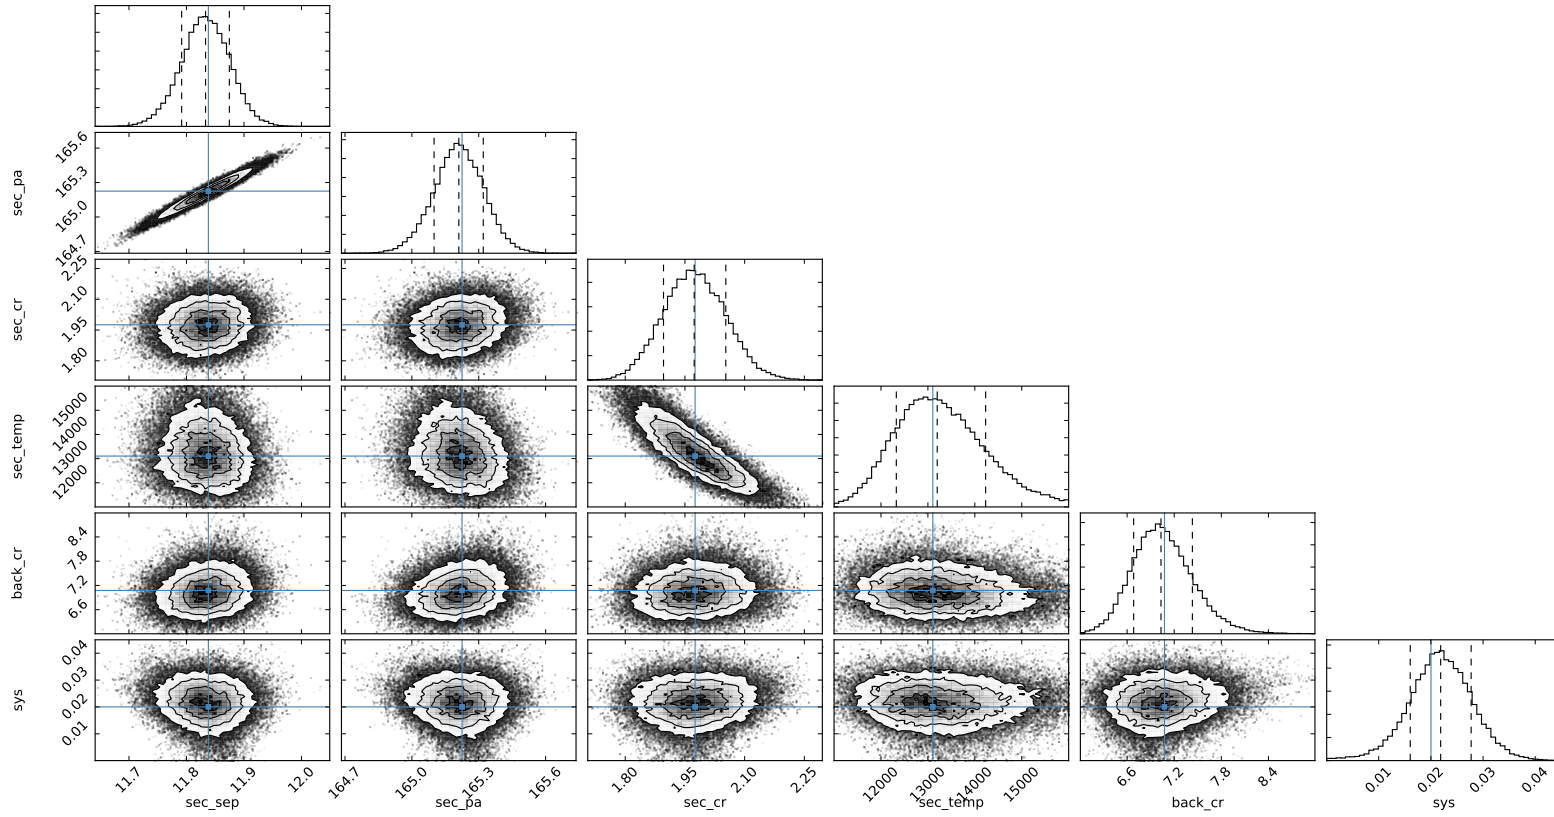 sec_pa
165.6
165.3
165.0
164.7
sec_cr
2.25
2.10
1.95
1.80
sec_temp
15000
14000
13000
12000
back_cr
8.4
7.8
7.2
6.6
sys
0.04
0.03
0.02
0.01
11.7 11.8 11.9 12.0
sec_sep
164.7 165.0 165.3 165.6
sec_pa
1.80 1.95 2.10 2.25
sec_cr
12000 13000 14000 15000
sec_temp
6.6 7.2 7.8 8.4
back_cr
0.01 0.02 0.03 0.04
sys